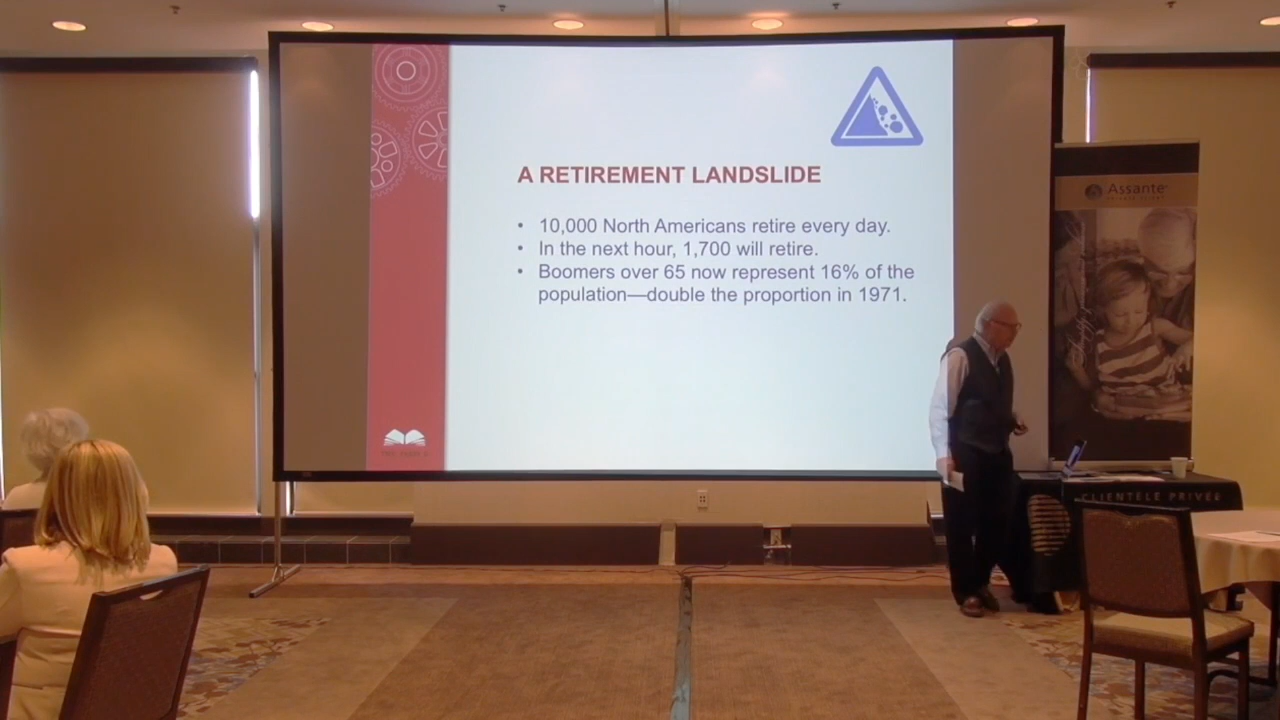 A RETIREMENT LANDSLIDE
• 10,000 North Americans retire every day.
• In the next hour, 1,700 will retire.
• Boomers over 65 now represent 16% of the
population—double the proportion in 1971.
Assante
CLIENTÈLE PRIVÉE